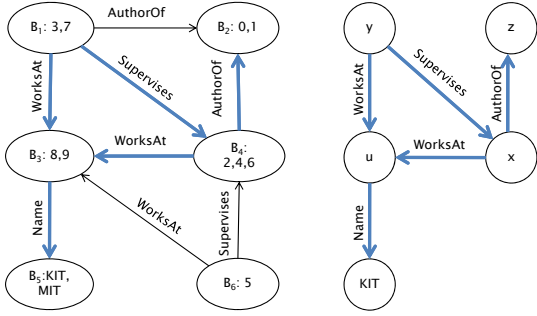 AuthorOf
B1: 3,7
B2: 0,1
WorksAt
Supervises
AuthorOf
B3: 8,9
WorksAt
B4:
2,4,6
Name
WorksAt
Supervises
B5:KIT,
MIT
B6: 5
y
z
WorksAt
Supervises
AuthorOf
u
WorksAt
x
Name
KIT